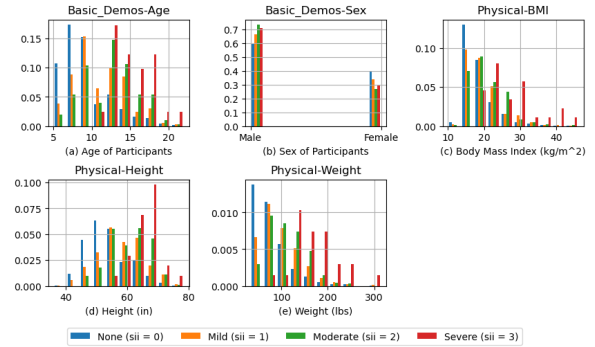 Basic_Demos-Age
Basic_Demos-Sex
Physical-BMI
0.15
0.10
0.05
0.00
5
10
15
20
(a) Age of Participants
0.7
0.6
0.5
0.4
0.3
0.2
0.1
0.0
Male
Female
(b) Sex of Participants
0.10
0.05
0.00
10
20
30
40
(c) Body Mass Index (kg/m^2)
Physical-Height
Physical-Weight
0.100
0.075
0.050
0.025
0.000
40
60
80
(d) Height (in)
0.010
0.005
0.000
100
200
300
(e) Weight (lbs)
None (sii = 0)
Mild (sii = 1)
Moderate (sii = 2)
Severe (sii = 3)